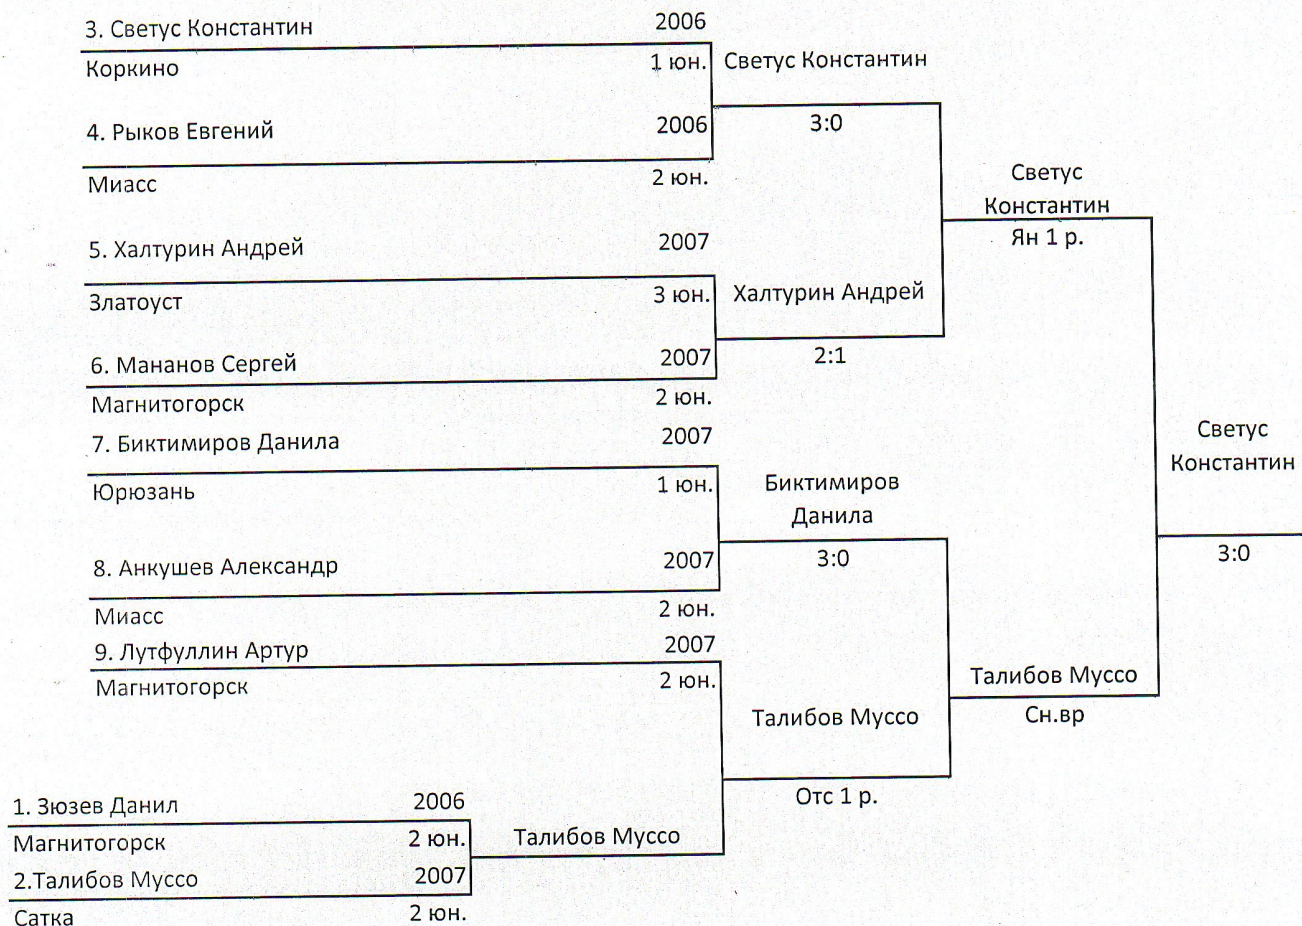 3. Светус Константин 2006
Коркино 1 юн.
Светус Константин
4. Рыков Евгений 2006
3:0
Миасс 2 юн.
Светус
Константин
Ян 1 р.
5. Халтурин Андрей 2007
Златоуст 3 юн.
Халтурин Андрей
6. Мананов Сергей 2007
2:1
Магнитогорск 2 юн.
7. Биктимиров Данила 2007
Светус
Константин
Юрюзань 1 юн.
Биктимиров
Данила
8. Анкушев Александр 2007
3:0
3:0
Миасс 2 юн.
9. Лутфуллин Артур 2007
Магнитогорск 2 юн.
Талибов Муссо
Сн.вр
Талибов Муссо
Отс 1 р.
1. Зюзев Данил 2006
Магнитогорск 2 юн.
Талибов Муссо
2.Талибов Муссо 2007
Сатка 2 юн.